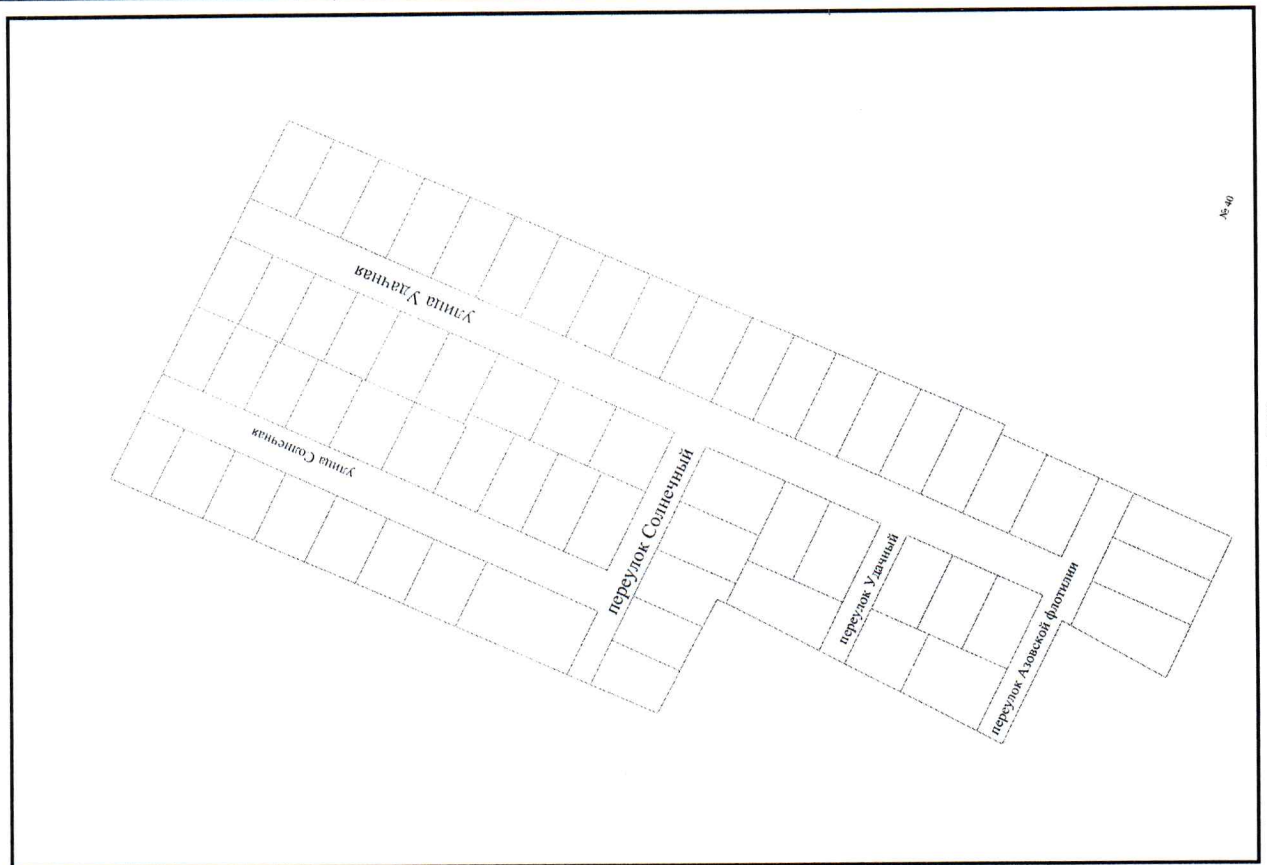 № 40
улица Удачная
улица Солнечная
переулок Солнечный
переулок Удачный
переулок Азовской флотилии